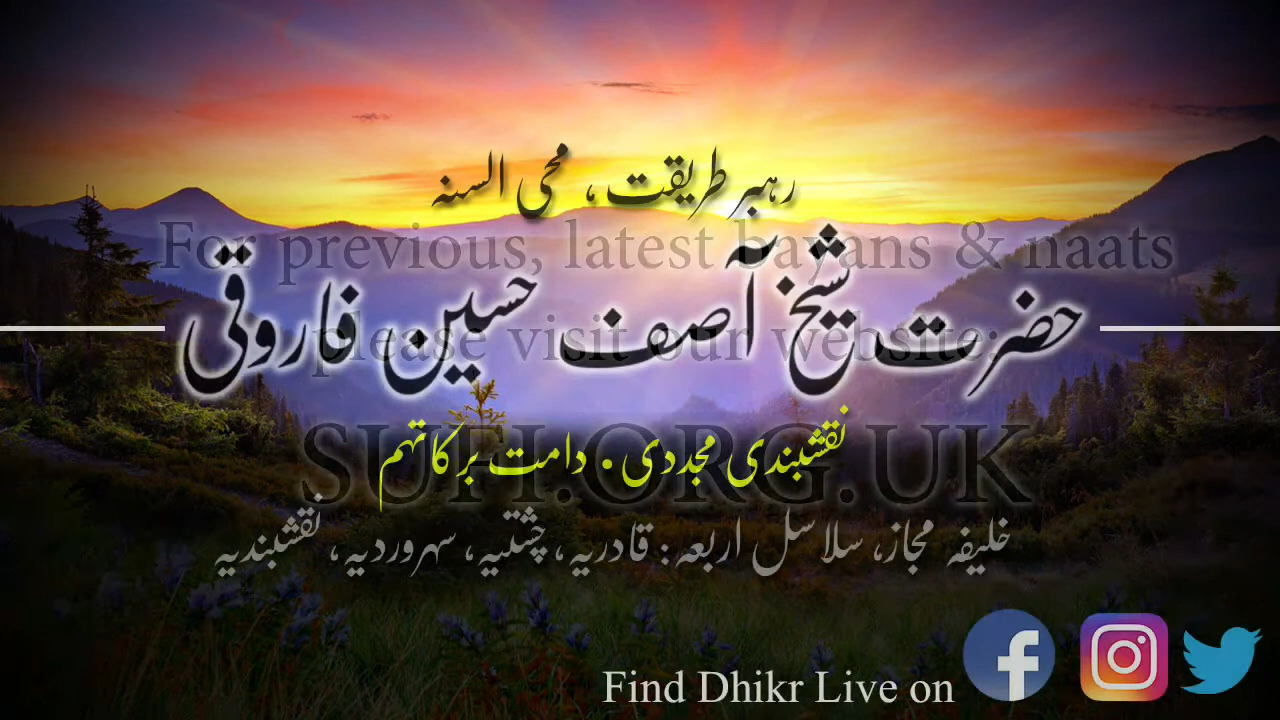 رہبر طریقت، محی السنہ
For previous, latest bayans & naats
حضرت شیخ آصف حسین فاروقی
please visit our website:
نقشبندی مجددی . دامت برکاتہم
SUFI.ORG.UK
خلیفہ مجاز، سلاسل اربعہ: قادریہ، چشتیہ، سہروردیہ، نقشبندیہ
Find Dhikr Live on